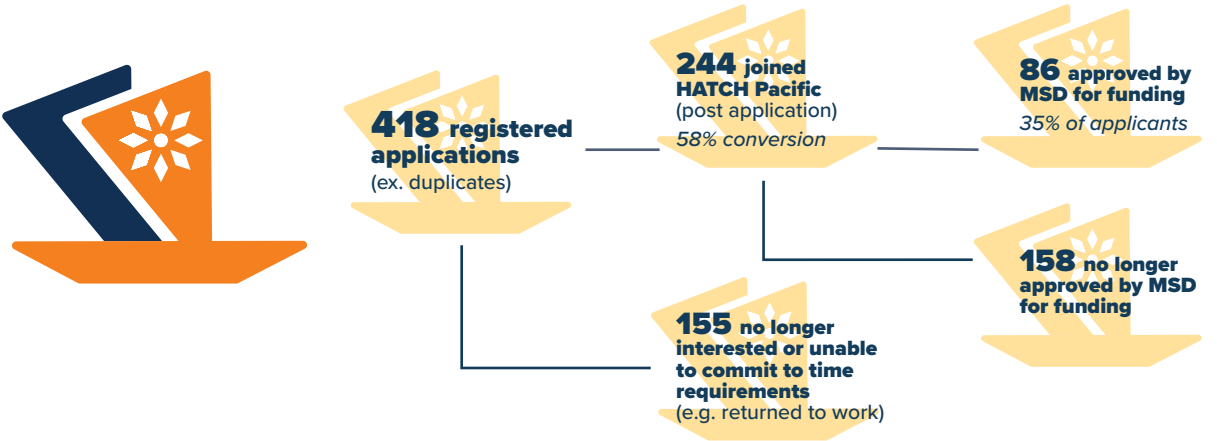 418 registered
applications
(ex. duplicates)
244 joined
HATCH Pacific
(post application)
58% conversion
86 approved by
MSD for funding
35% of applicants
158 no longer
approved by MSD
for funding
155 no longer
interested or unable
to commit to time
requirements
(e.g. returned to work)